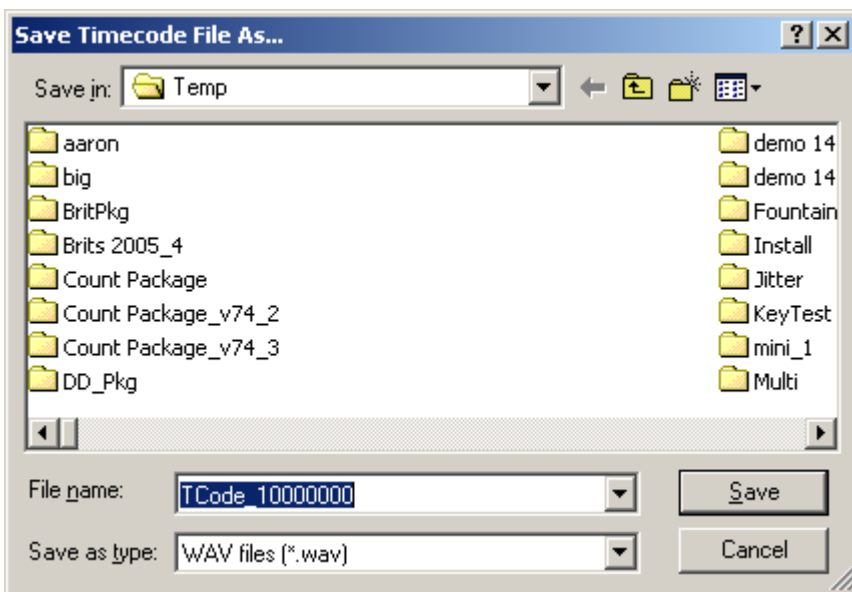 Save Timecode File As...
Save in: Temp
aaron
big
BritPkg
Brits 2005_4
Count Package
Count Package_v74_2
Count Package_v74_3
DD_Pkg
demo 14
demo 14
Fountain
Install
Jitter
KeyTest
mini_1
Multi
File name: TCode_10000000 Save
Save as type: WAV files (*.wav) Cancel